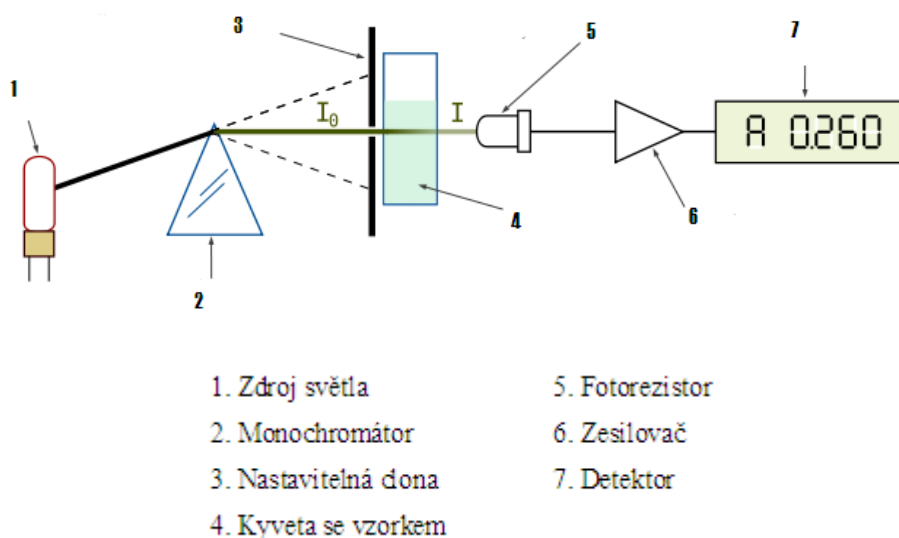 3
5
7
1
I₀
I
A 0.260
4
6
2
1. Zdroj světla
2. Monochromátor
3. Nastavitelná clona
4. Kyveta se vzorkem
5. Fotorezistor
6. Zesilovač
7. Detektor